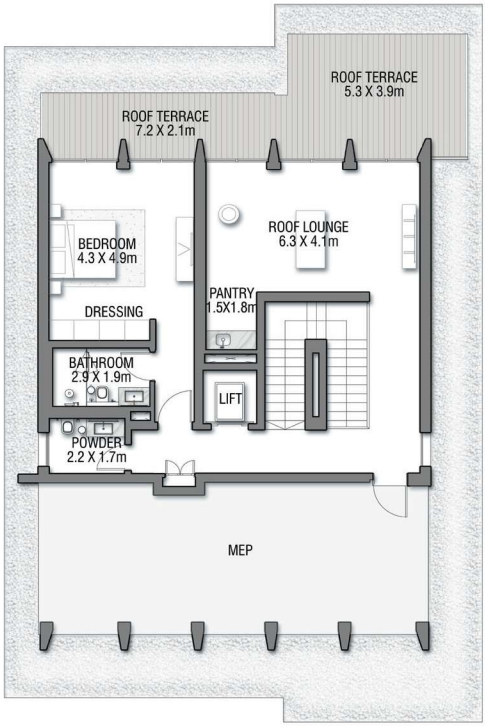 ROOF TERRACE
5.3 X 3.9m
ROOF TERRACE
7.2 X 2.1m
ROOF LOUNGE
6.3 X 4.1m
BEDROOM
4.3 X 4.9m
PANTRY
1.5X1.8m
DRESSING
BATHROOM
2.9 X 1.9m
LIFT
POWDER
2.2 X 1.7m
MEP